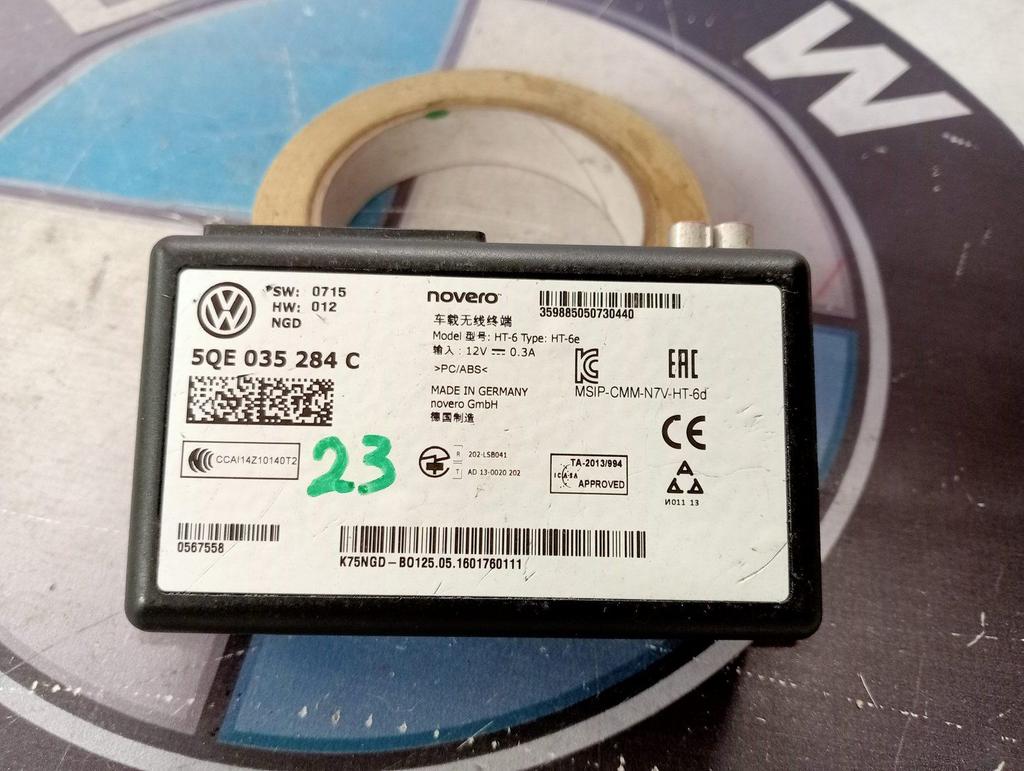 W
SW: 0715
HW: 012
NGD
5QE 035 284 C
CCAI14Z10140T2
23
0567558
novero
车载无线终端
Model 型号: HT-6 Type: HT-6e
输入 : 12V ⎓ 0.3A
>PC/ABS<
MADE IN GERMANY
novero GmbH
德国制造
359885050730440
EAC
MSIP-CMM-N7V-HT-6d
CE
R 202-LSB041
T AD 13-0020 202
TA-2013/994
ICASA
APPROVED
И011 13
K75NGD-BO125.05.1601760111